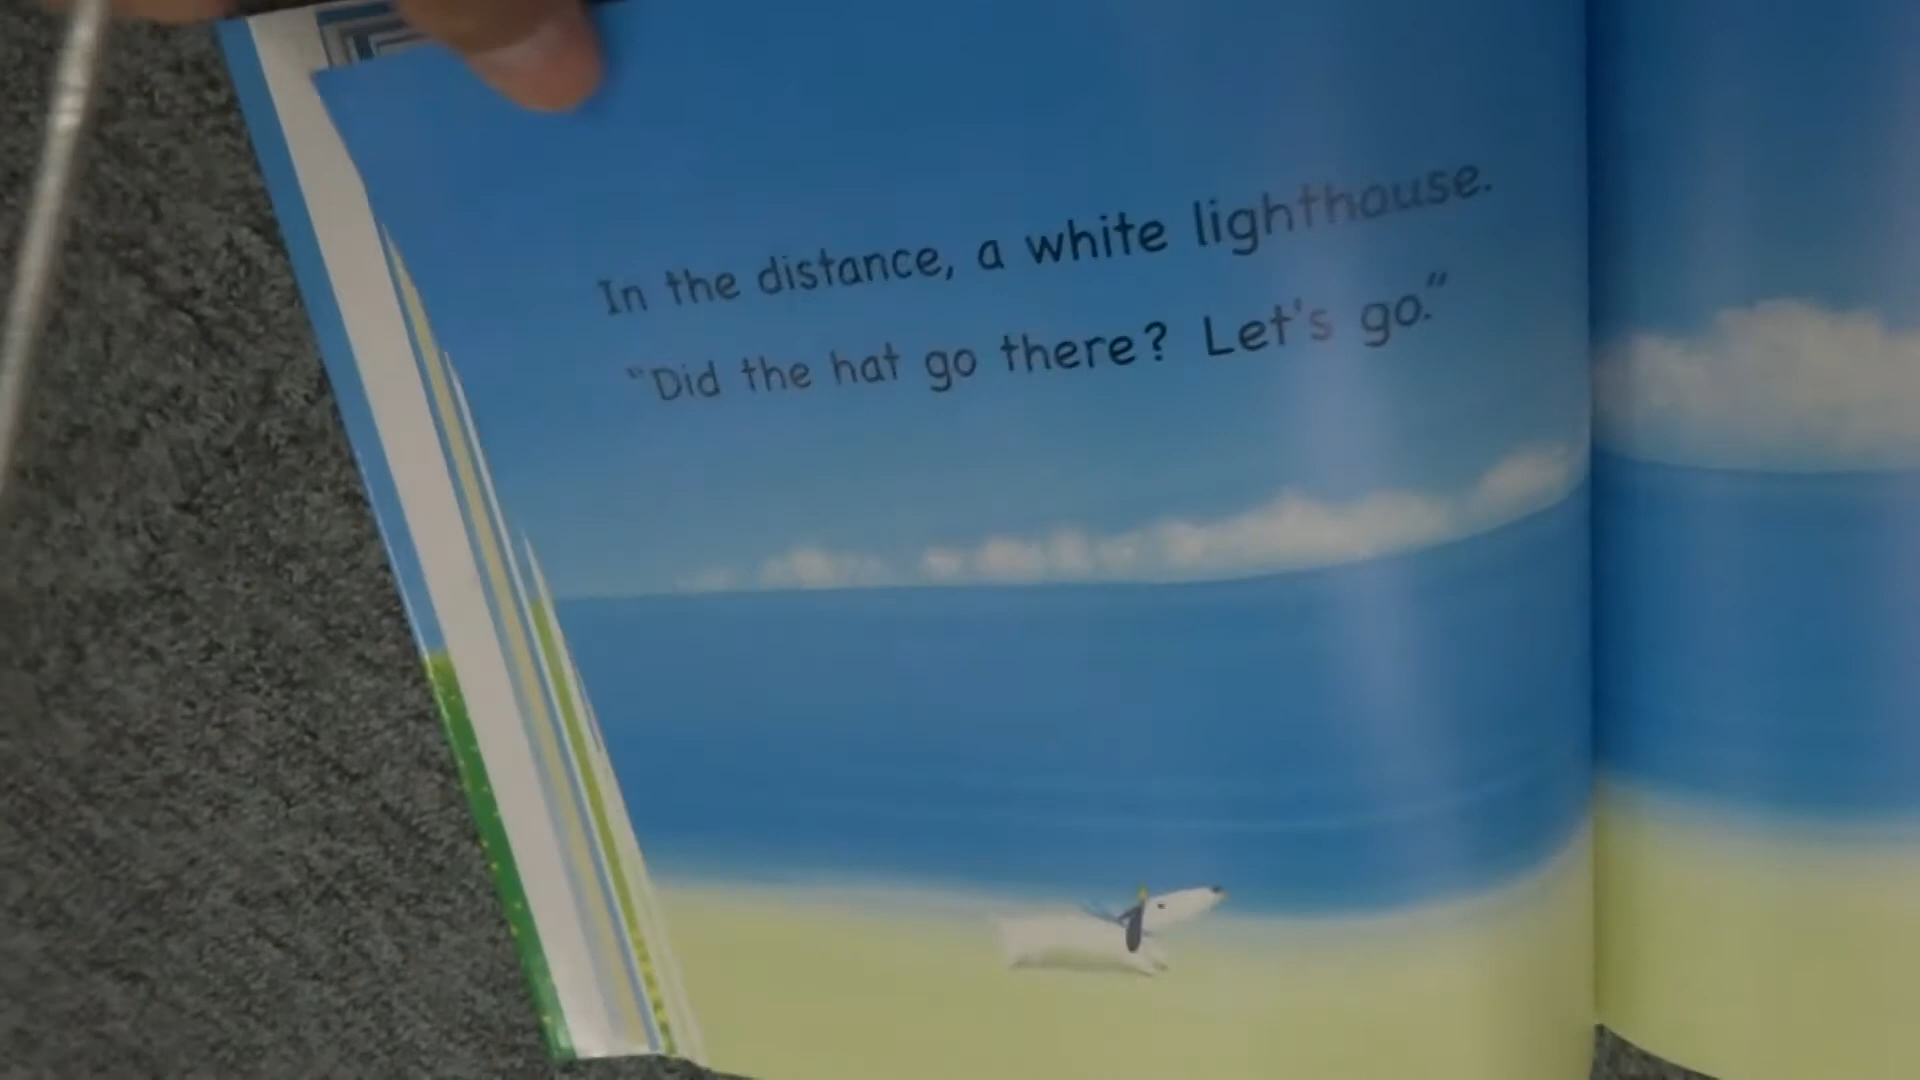 In the distance, a white lighthouse.
“Did the hat go there? Let's go.”